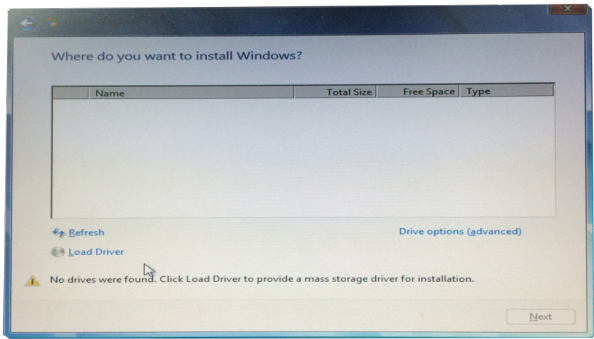 Where do you want to install Windows?
Name Total Size Free Space Type
Refresh Drive options (advanced)
Load Driver
No drives were found. Click Load Driver to provide a mass storage driver for installation.
Next